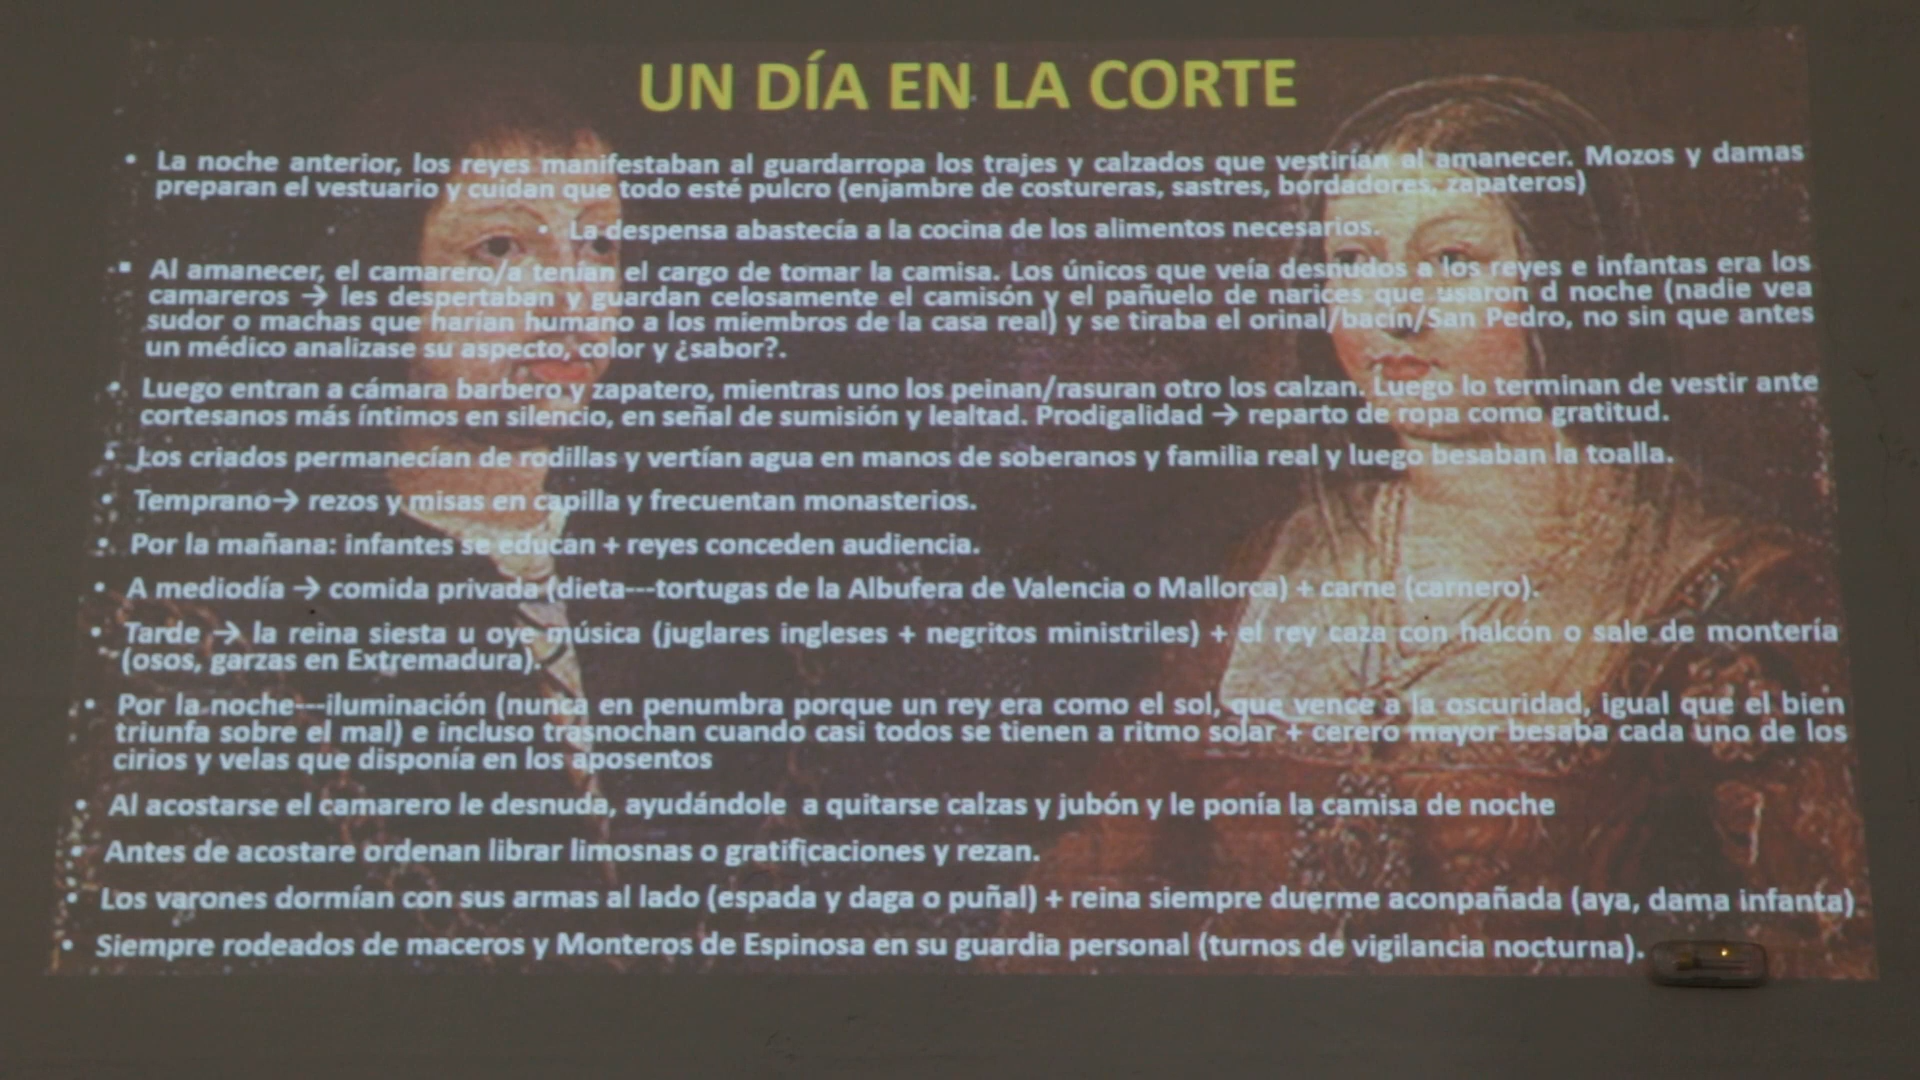 UN DÍA EN LA CORTE
• La noche anterior, los reyes manifestaban al guardarropa los trajes y calzados que vestirían al amanecer. Mozos y damas
preparan el vestuario y cuidan que todo esté pulcro (enjambre de costureras, sastres, bordadores, zapateros)
• La despensa abastecía a la cocina de los alimentos necesarios.
▪ Al amanecer, el camarero/a tenían el cargo de tomar la camisa. Los únicos que veía desnudos a los reyes e infantas era los
camareros → les despertaban y guardan celosamente el camisón y el pañuelo de narices que usaron d noche (nadie vea
sudor o machas que harían humano a los miembros de la casa real) y se tiraba el orinal/bacín/San Pedro, no sin que antes
un médico analizase su aspecto, color y ¿sabor?.
• Luego entran a cámara barbero y zapatero, mientras uno los peinan/rasuran otro los calzan. Luego lo terminan de vestir ante
cortesanos más íntimos en silencio, en señal de sumisión y lealtad. Prodigalidad → reparto de ropa como gratitud.
• Los criados permanecían de rodillas y vertían agua en manos de soberanos y familia real y luego besaban la toalla.
• Temprano→ rezos y misas en capilla y frecuentan monasterios.
• Por la mañana: infantes se educan + reyes conceden audiencia.
• A mediodía → comida privada (dieta---tortugas de la Albufera de Valencia o Mallorca) + carne (carnero).
• Tarde → la reina siesta u oye música (juglares ingleses + negritos ministriles) + el rey caza con halcón o sale de montería
(osos, garzas en Extremadura).
• Por la noche---iluminación (nunca en penumbra porque un rey era como el sol, que vence a la oscuridad, igual que el bien
triunfa sobre el mal) e incluso trasnochan cuando casi todos se tienen a ritmo solar + cerero mayor besaba cada uno de los
cirios y velas que disponía en los aposentos
• Al acostarse el camarero le desnuda, ayudándole a quitarse calzas y jubón y le ponía la camisa de noche
• Antes de acostare ordenan librar limosnas o gratificaciones y rezan.
• Los varones dormían con sus armas al lado (espada y daga o puñal) + reina siempre duerme aconpañada (aya, dama infanta)
• Siempre rodeados de maceros y Monteros de Espinosa en su guardia personal (turnos de vigilancia nocturna).